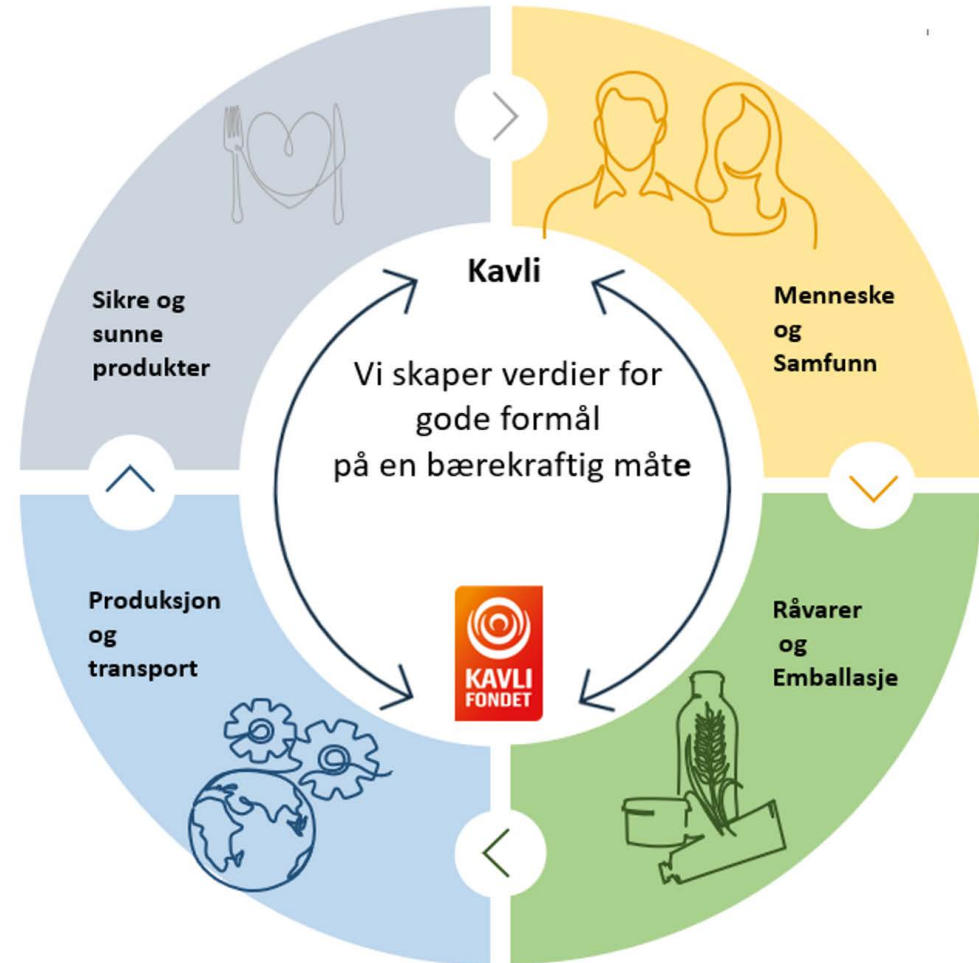 Kavli
Vi skaper verdier for
gode formål
på en bærekraftig måte
KAVLI
FONDET
Menneske
og
Samfunn
Råvarer
og
Emballasje
Produksjon
og
transport
Sikre og
sunne
produkter